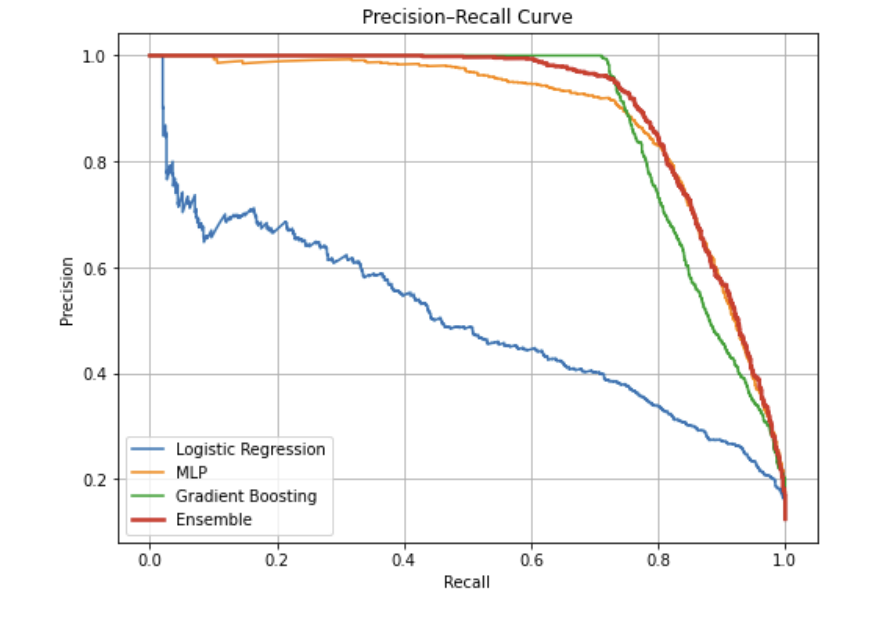 Precision–Recall Curve
1.0
0.8
0.6
0.4
0.2
Precision
Logistic Regression
MLP
Gradient Boosting
Ensemble
0.0 0.2 0.4 0.6 0.8 1.0
Recall